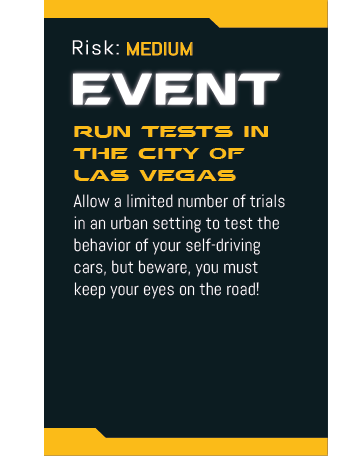 Risk: MEDIUM
EVENT
RUN TESTS IN
THE CITY OF
LAS VEGAS
Allow a limited number of trials
in an urban setting to test the
behavior of your self-driving
cars, but beware, you must
keep your eyes on the road!